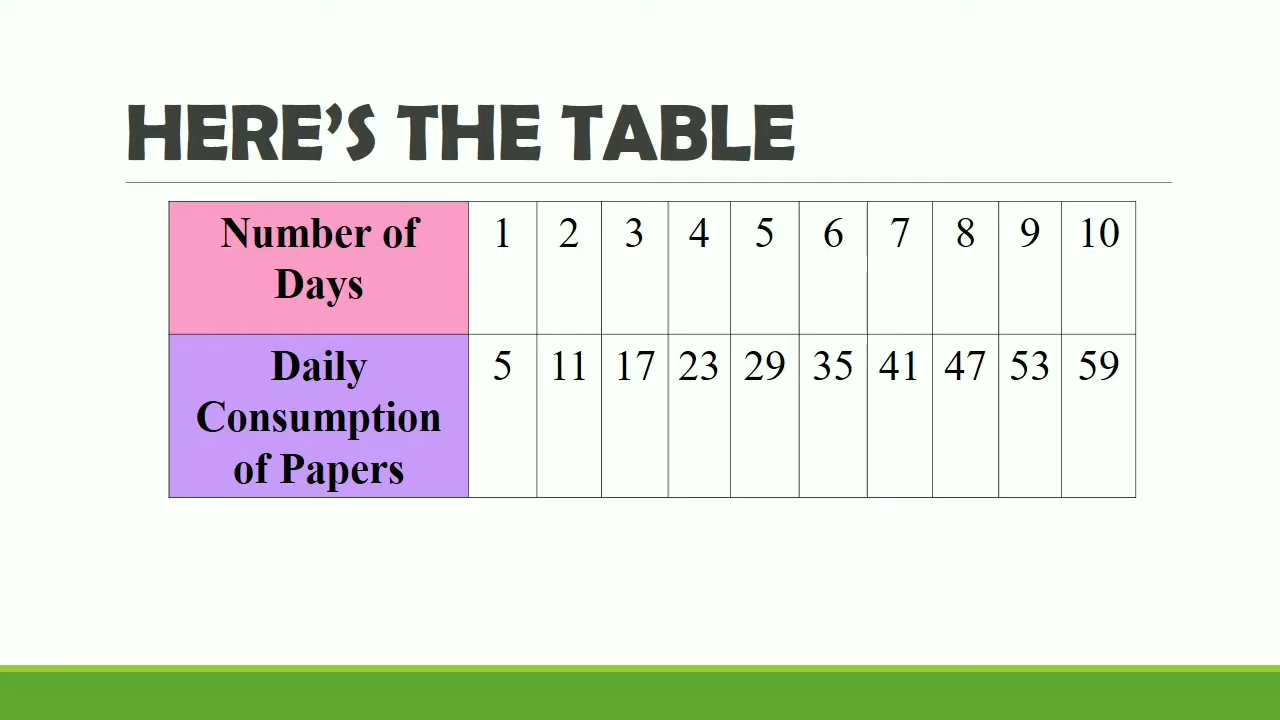 HERE'S THE TABLE
Number of 1 2 3 4 5 6 7 8 9 10
Days
Daily 5 11 17 23 29 35 41 47 53 59
Consumption
of Papers